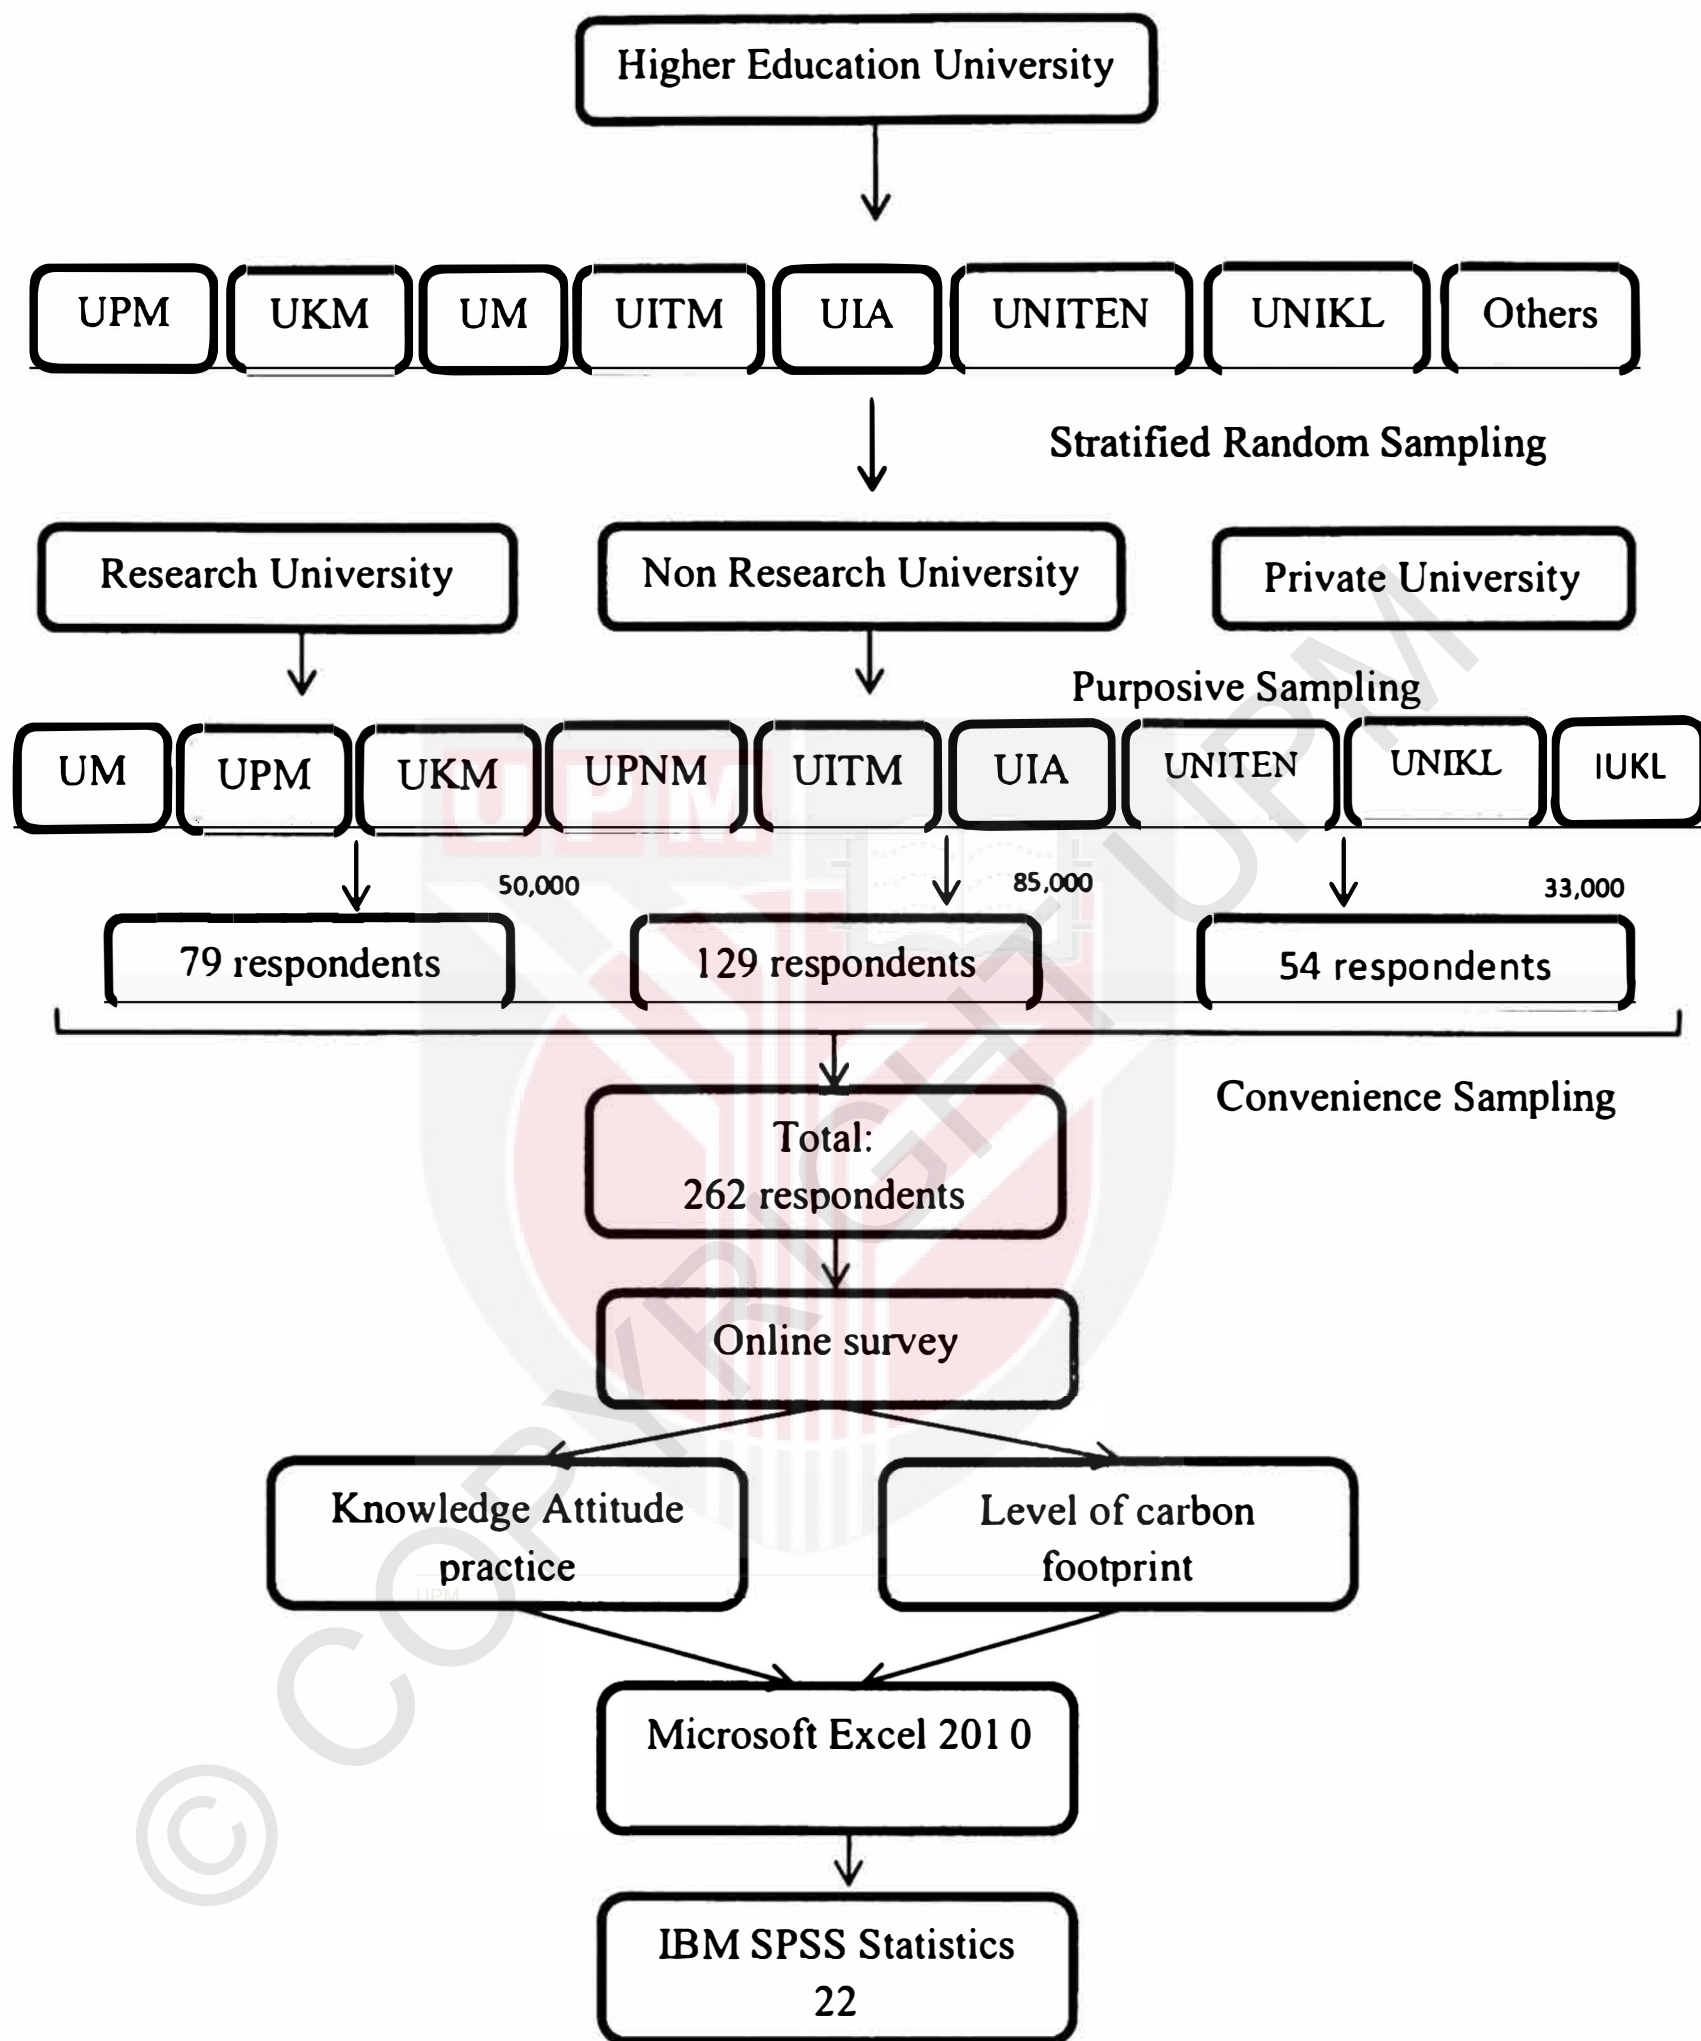 Higher Education University
UPM UKM UM UITM UIA UNITEN UNIKL Others
Stratified Random Sampling
Research University Non Research University Private University
Purposive Sampling
UM UPM UKM UPNM UITM UIA UNITEN UNIKL IUKL
50,000 85,000 33,000
79 respondents 129 respondents 54 respondents
Convenience Sampling
Total:
262 respondents
Online survey
Knowledge Attitude
practice
Level of carbon
footprint
Microsoft Excel 2010
IBM SPSS Statistics
22
UPM
UPM
© COPYRIGHT UPM